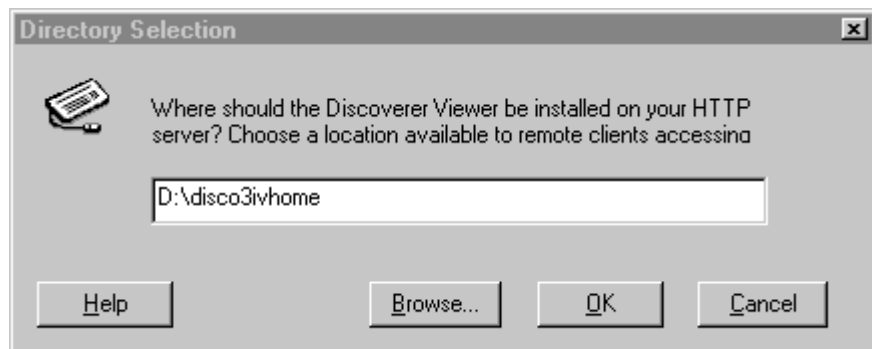 Directory Selection
Where should the Discoverer Viewer be installed on your HTTP
server? Choose a location available to remote clients accessing
D:\disco3ivhome
Help
Browse...
OK
Cancel